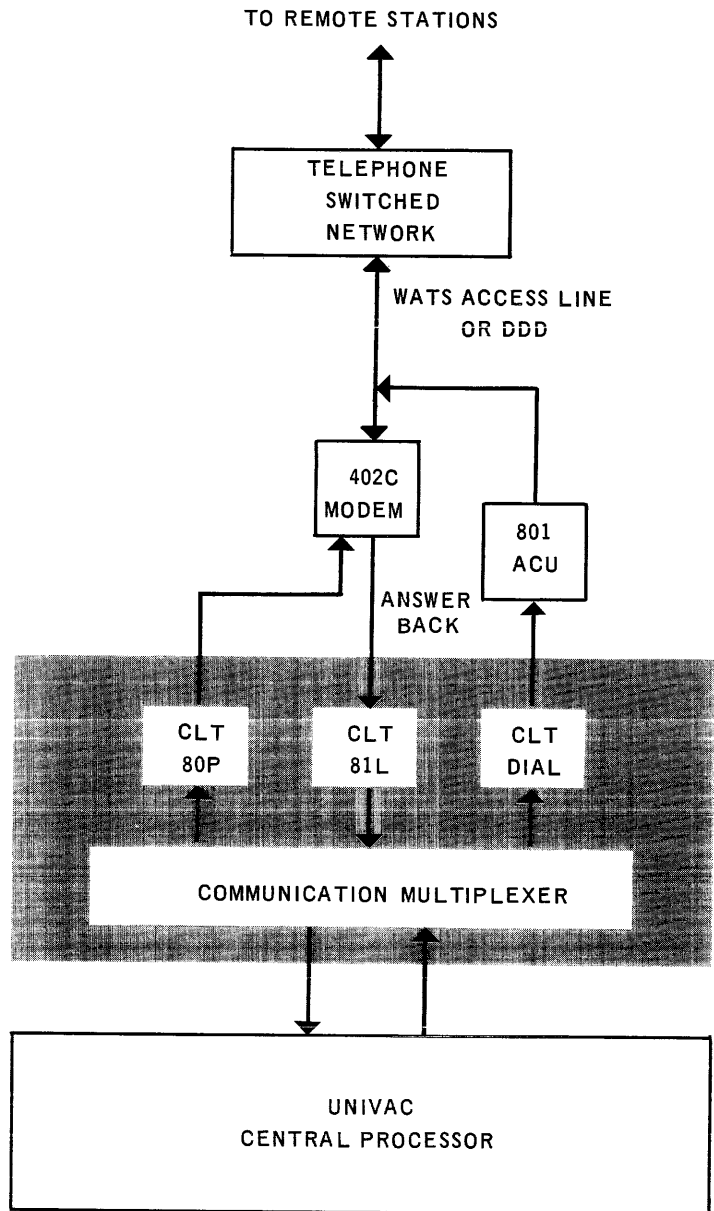 TO REMOTE STATIONS
TELEPHONE
SWITCHED
NETWORK
WATS ACCESS LINE
OR DDD
402C
MODEM
801
ACU
ANSWER
BACK
CLT
80P
CLT
81L
CLT
DIAL
COMMUNICATION MULTIPLEXER
UNIVAC
CENTRAL PROCESSOR